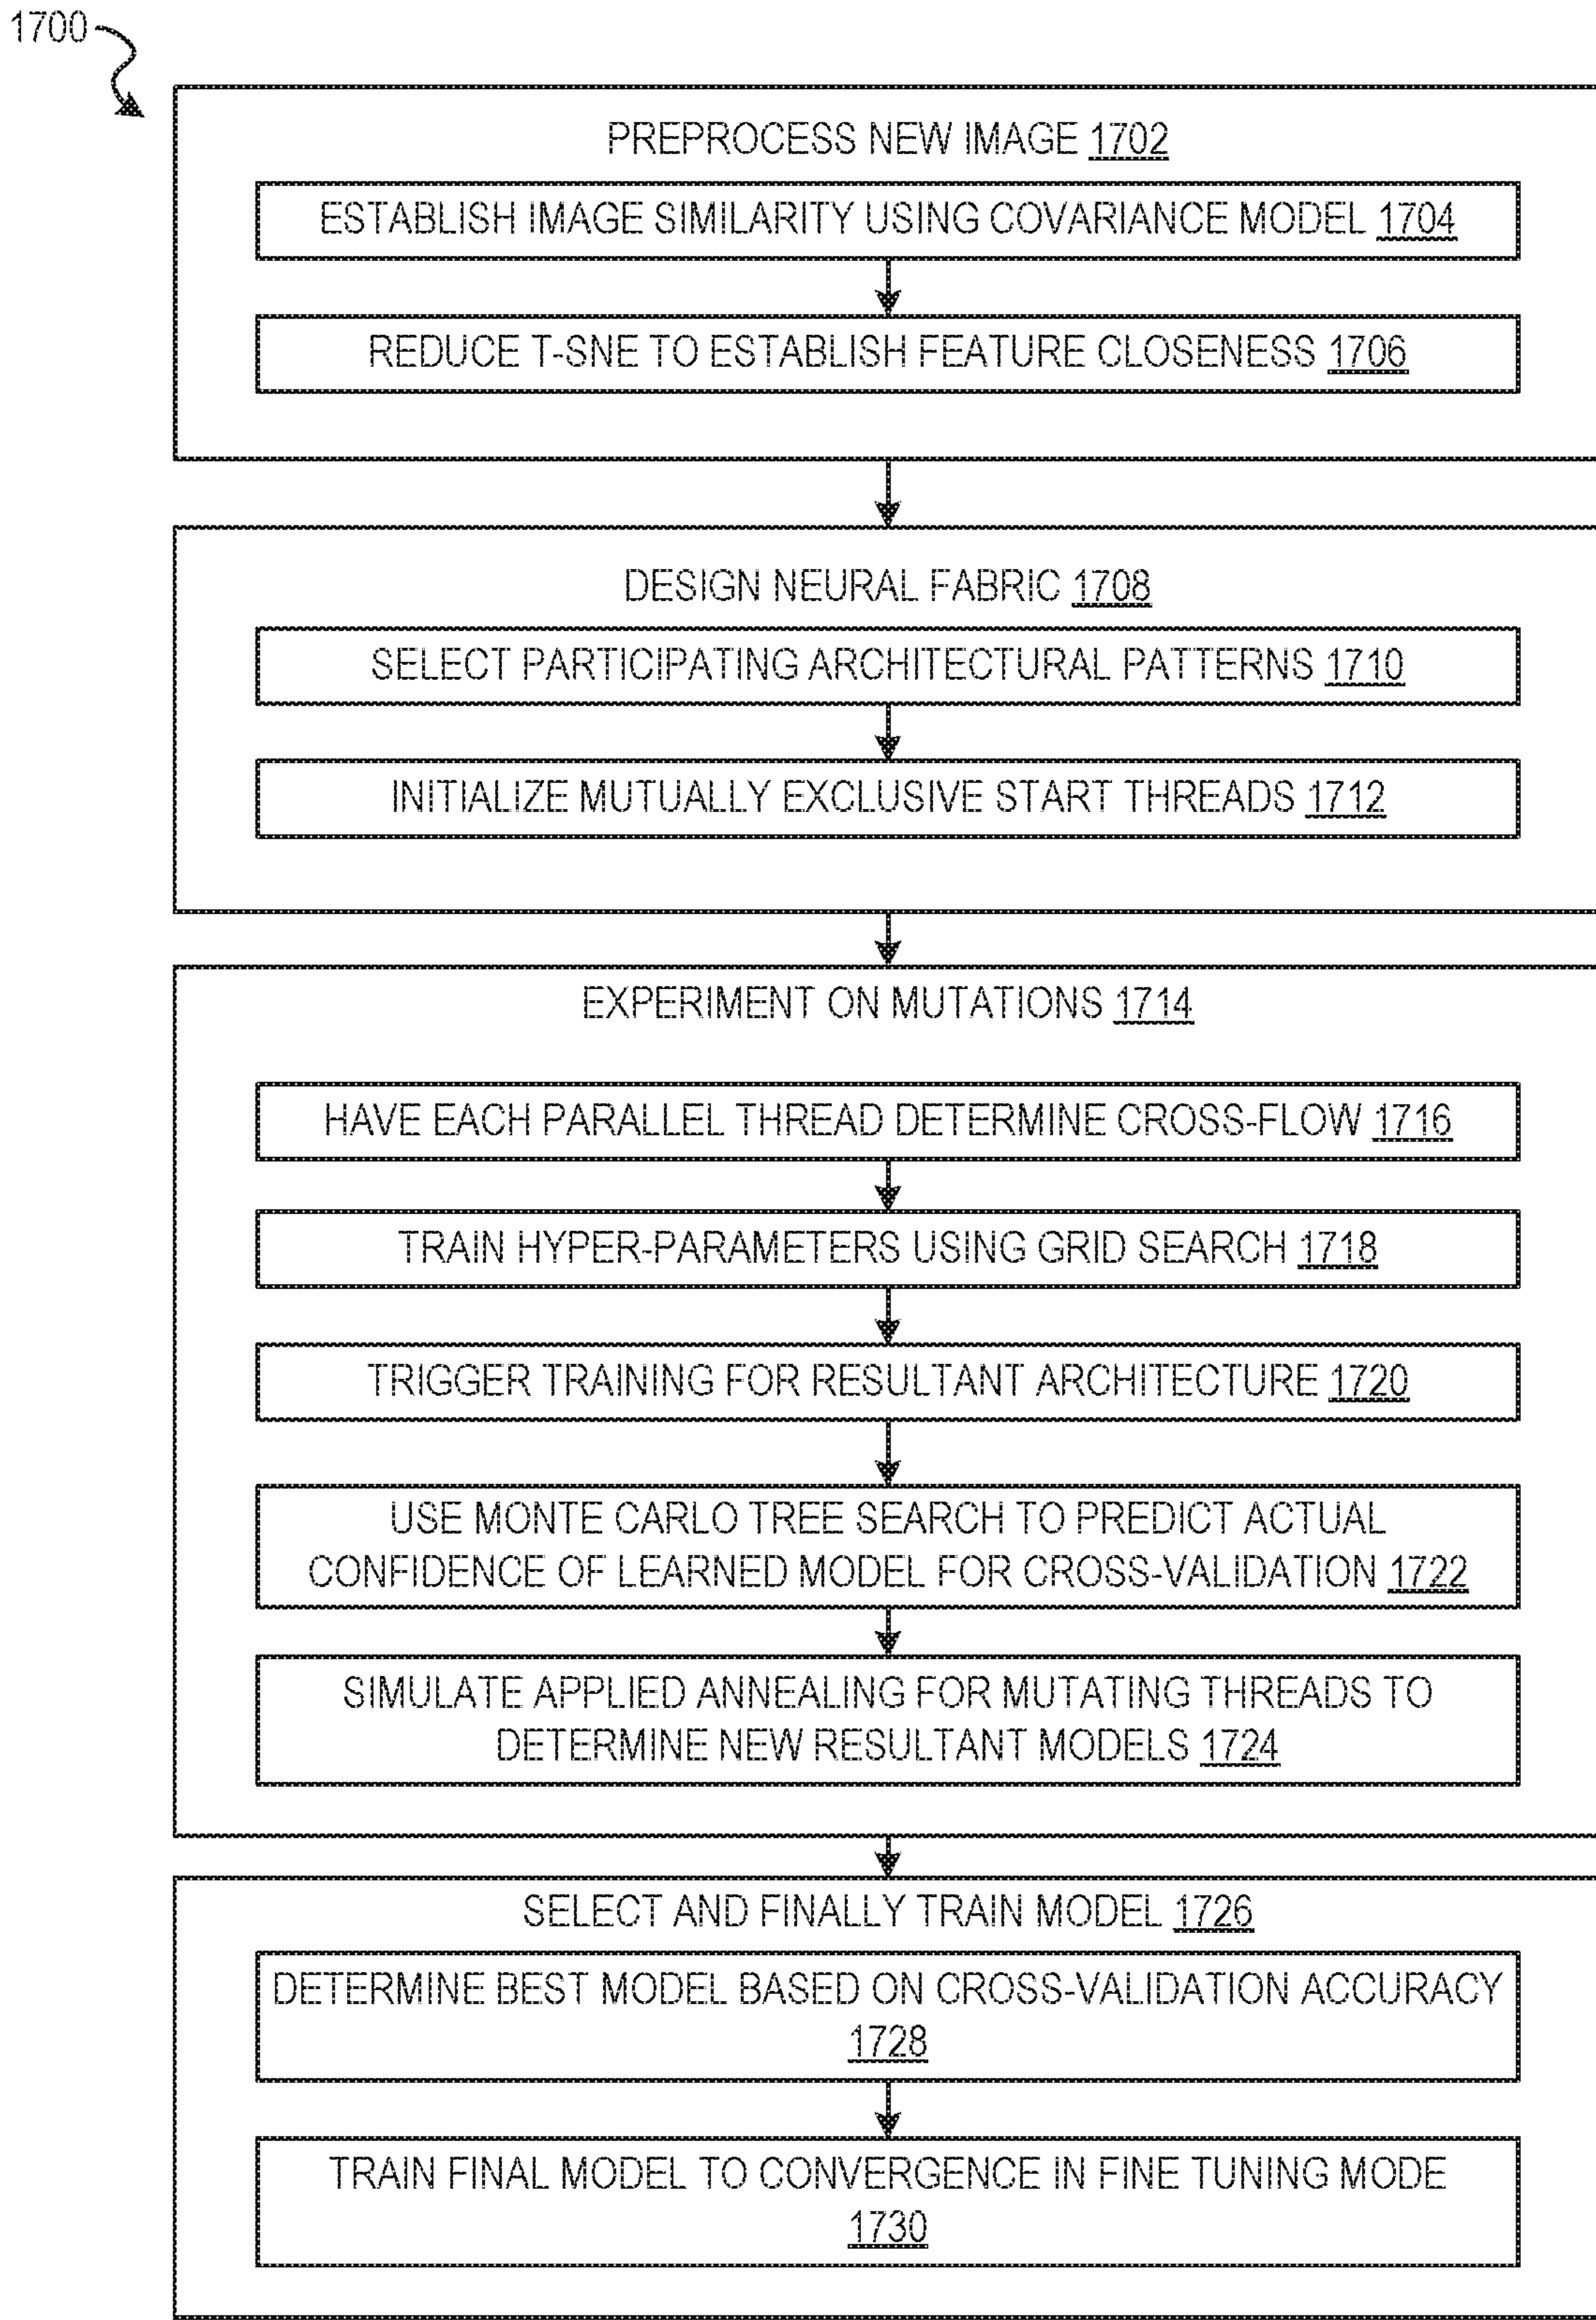 1700
PREPROCESS NEW IMAGE 1702
ESTABLISH IMAGE SIMILARITY USING COVARIANCE MODEL 1704
REDUCE T-SNE TO ESTABLISH FEATURE CLOSENESS 1706
DESIGN NEURAL FABRIC 1708
SELECT PARTICIPATING ARCHITECTURAL PATTERNS 1710
INITIALIZE MUTUALLY EXCLUSIVE START THREADS 1712
EXPERIMENT ON MUTATIONS 1714
HAVE EACH PARALLEL THREAD DETERMINE CROSS-FLOW 1716
TRAIN HYPER-PARAMETERS USING GRID SEARCH 1718
TRIGGER TRAINING FOR RESULTANT ARCHITECTURE 1720
USE MONTE CARLO TREE SEARCH TO PREDICT ACTUAL
CONFIDENCE OF LEARNED MODEL FOR CROSS-VALIDATION 1722
SIMULATE APPLIED ANNEALING FOR MUTATING THREADS TO
DETERMINE NEW RESULTANT MODELS 1724
SELECT AND FINALLY TRAIN MODEL 1726
DETERMINE BEST MODEL BASED ON CROSS-VALIDATION ACCURACY
1728
TRAIN FINAL MODEL TO CONVERGENCE IN FINE TUNING MODE
1730